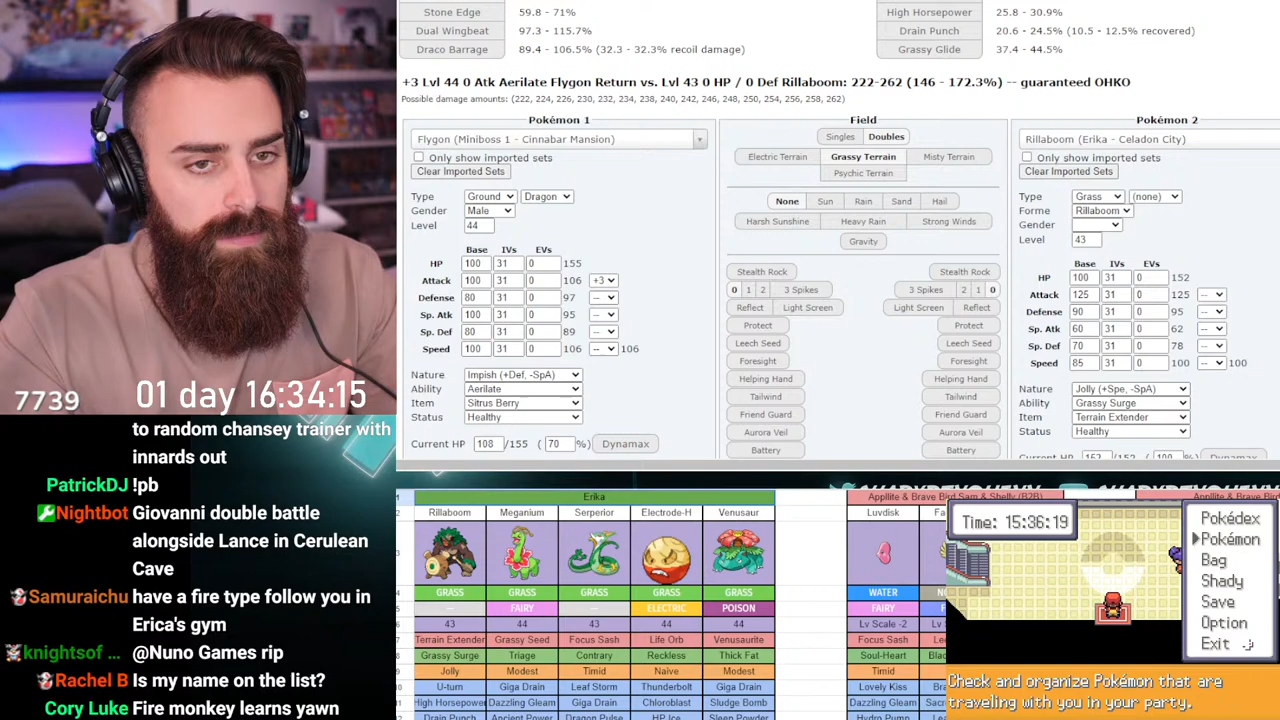 Stone Edge 59.8 - 71%
Dual Wingbeat 97.3 - 115.7%
Draco Barrage 89.4 - 106.5% (32.3 - 32.3% recoil damage)
High Horsepower 25.8 - 30.9%
Drain Punch 20.6 - 24.5% (10.5 - 12.5% recovered)
Grassy Glide 37.4 - 44.5%
+3 Lvl 44 0 Atk Aerilate Flygon Return vs. Lvl 43 0 HP / 0 Def Rillaboom: 222-262 (146 - 172.3%) -- guaranteed OHKO
Possible damage amounts: (222, 224, 226, 230, 232, 234, 238, 240, 242, 246, 248, 250, 254, 256, 258, 262)
Pokémon 1
Flygon (Miniboss 1 - Cinnabar Mansion)
Only show imported sets
Clear Imported Sets
Type Ground Dragon
Gender Male
Level 44
Base IVs EVs
HP 100 31 0 155
Attack 100 31 0 106 +3
Defense 80 31 0 97 --
Sp. Atk 100 31 0 95 --
Sp. Def 80 31 0 89 --
Speed 100 31 0 106 -- 106
Nature Impish (+Def, -SpA)
Ability Aerilate
Item Sitrus Berry
Status Healthy
Current HP 108 /155 ( 70 %) Dynamax
Field
Singles Doubles
Electric Terrain Grassy Terrain Misty Terrain
Psychic Terrain
None Sun Rain Sand Hail
Harsh Sunshine Heavy Rain Strong Winds
Gravity
Stealth Rock Stealth Rock
0 1 2 3 Spikes 3 Spikes 2 1 0
Reflect Light Screen Light Screen Reflect
Protect Protect
Leech Seed Leech Seed
Foresight Foresight
Helping Hand Helping Hand
Tailwind Tailwind
Friend Guard Friend Guard
Aurora Veil Aurora Veil
Battery Battery
Pokémon 2
Rillaboom (Erika - Celadon City)
Only show imported sets
Clear Imported Sets
Type Grass (none)
Forme Rillaboom
Gender
Level 43
Base IVs EVs
HP 100 31 0 152
Attack 125 31 0 125 --
Defense 90 31 0 95 --
Sp. Atk 60 31 0 62 --
Sp. Def 70 31 0 78 --
Speed 85 31 0 100 -- 100
Nature Jolly (+Spe, -SpA)
Ability Grassy Surge
Item Terrain Extender
Status Healthy
7739 01 day 16:34:15
to random chansey trainer with
innards out
PatrickDJ !pb
Nightbot Giovanni double battle
alongside Lance in Cerulean
Cave
Samuraichu have a fire type follow you in
Erica's gym
knightsof ... @Nuno Games rip
Rachel B Is my name on the list?
Cory Luke Fire monkey learns yawn
Erika
Rillaboom Meganium Serperior Electrode-H Venusaur
GRASS GRASS GRASS GRASS GRASS
— FAIRY — ELECTRIC POISON
43 44 43 44 44
Terrain Extender Grassy Seed Focus Sash Life Orb Venusaurite
Grassy Surge Triage Contrary Reckless Thick Fat
Jolly Modest Timid Naive Modest
U-turn Giga Drain Leaf Storm Thunderbolt Giga Drain
High Horsepower Dazzling Gleam Giga Drain Chloroblast Sludge Bomb
Drain Punch Ancient Power Dragon Pulse HP Ice Sleep Powder
Appllite & Brave Bird Sam & Shelly (B2B)
Luvdisk
WATER
FAIRY
Lv Scale -2
Focus Sash
Soul-Heart
Timid
Lovely Kiss
Dazzling Gleam
Hydro Pump
Time: 15:36:19
Pokédex
Pokémon
Bag
Shady
Save
Option
Exit
Check and organize Pokémon that are
traveling with you in your party.